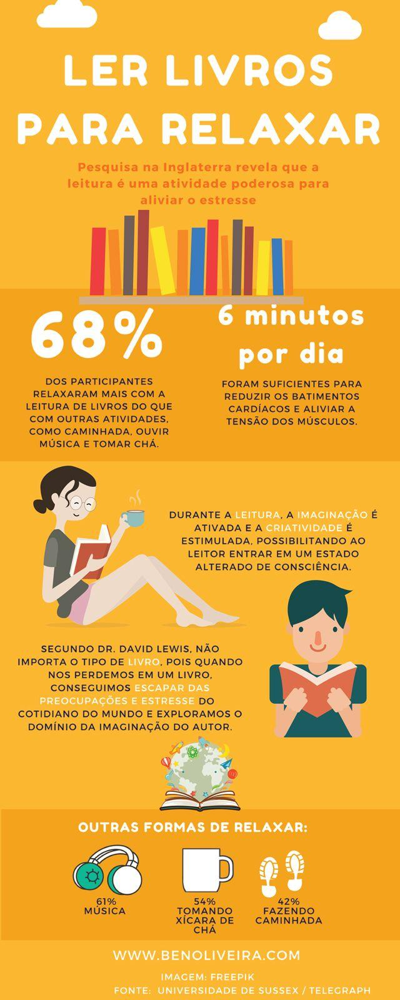 LER LIVROS
PARA RELAXAR
Pesquisa na Inglaterra revela que a
leitura é uma atividade poderosa para
aliviar o estresse
68%
DOS PARTICIPANTES
RELAXARAM MAIS COM A
LEITURA DE LIVROS DO QUE
COM OUTRAS ATIVIDADES,
COMO CAMINHADA, OUVIR
MÚSICA E TOMAR CHÁ.
6 minutos
por dia
FORAM SUFICIENTES PARA
REDUZIR OS BATIMENTOS
CARDÍACOS E ALIVIAR A
TENSÃO DOS MÚSCULOS.
DURANTE A LEITURA, A IMAGINAÇÃO É
ATIVADA E A CRIATIVIDADE É
ESTIMULADA, POSSIBILITANDO AO
LEITOR ENTRAR EM UM ESTADO
ALTERADO DE CONSCIÊNCIA.
SEGUNDO DR. DAVID LEWIS, NÃO
IMPORTA O TIPO DE LIVRO, POIS QUANDO
NOS PERDEMOS EM UM LIVRO,
CONSEGUIMOS ESCAPAR DAS
PREOCUPAÇÕES E ESTRESSE DO
COTIDIANO DO MUNDO E EXPLORAMOS O
DOMÍNIO DA IMAGINAÇÃO DO AUTOR.
OUTRAS FORMAS DE RELAXAR:
61%
MÚSICA
54%
TOMANDO
XÍCARA DE
CHÁ
42%
FAZENDO
CAMINHADA
WWW.BENOLIVEIRA.COM
IMAGEM: FREEPIK
FONTE: UNIVERSIDADE DE SUSSEX / TELEGRAPH